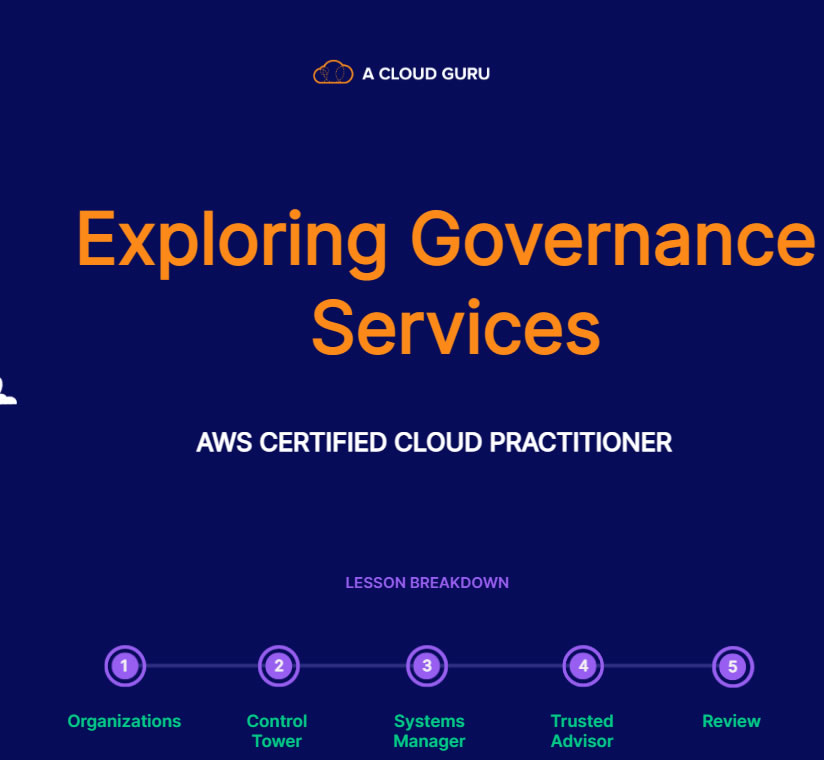 A CLOUD GURU
Exploring Governance
Services
AWS CERTIFIED CLOUD PRACTITIONER
LESSON BREAKDOWN
1 2 3 4 5
Organizations Control Systems Trusted Review
Tower Manager Advisor